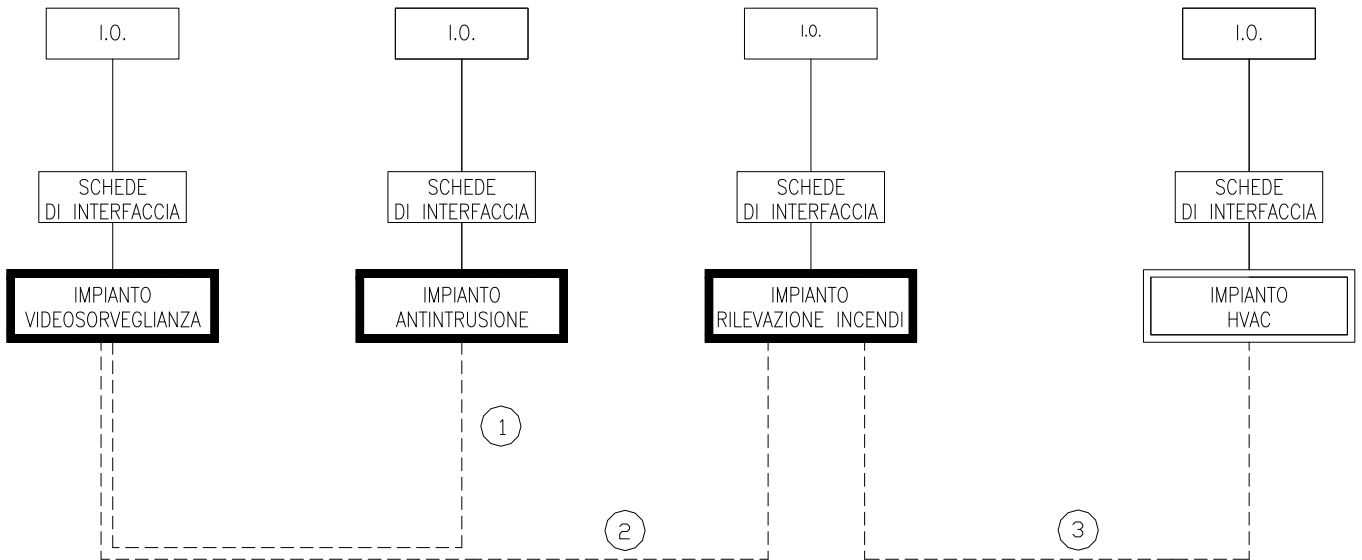 I.O.
I.O.
I.O.
I.O.
SCHEDE
DI INTERFACCIA
SCHEDE
DI INTERFACCIA
SCHEDE
DI INTERFACCIA
SCHEDE
DI INTERFACCIA
IMPIANTO
VIDEOSORVEGLIANZA
IMPIANTO
ANTINTRUSIONE
IMPIANTO
RILEVAZIONE INCENDI
IMPIANTO
HVAC
1
2
3